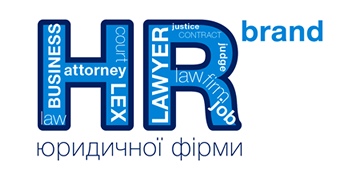 HR brand
BUSINESS
law
attorney
court
LEX
LAWYER
justice
CONTRACT
judge
law
firm
job
юридичної фірми